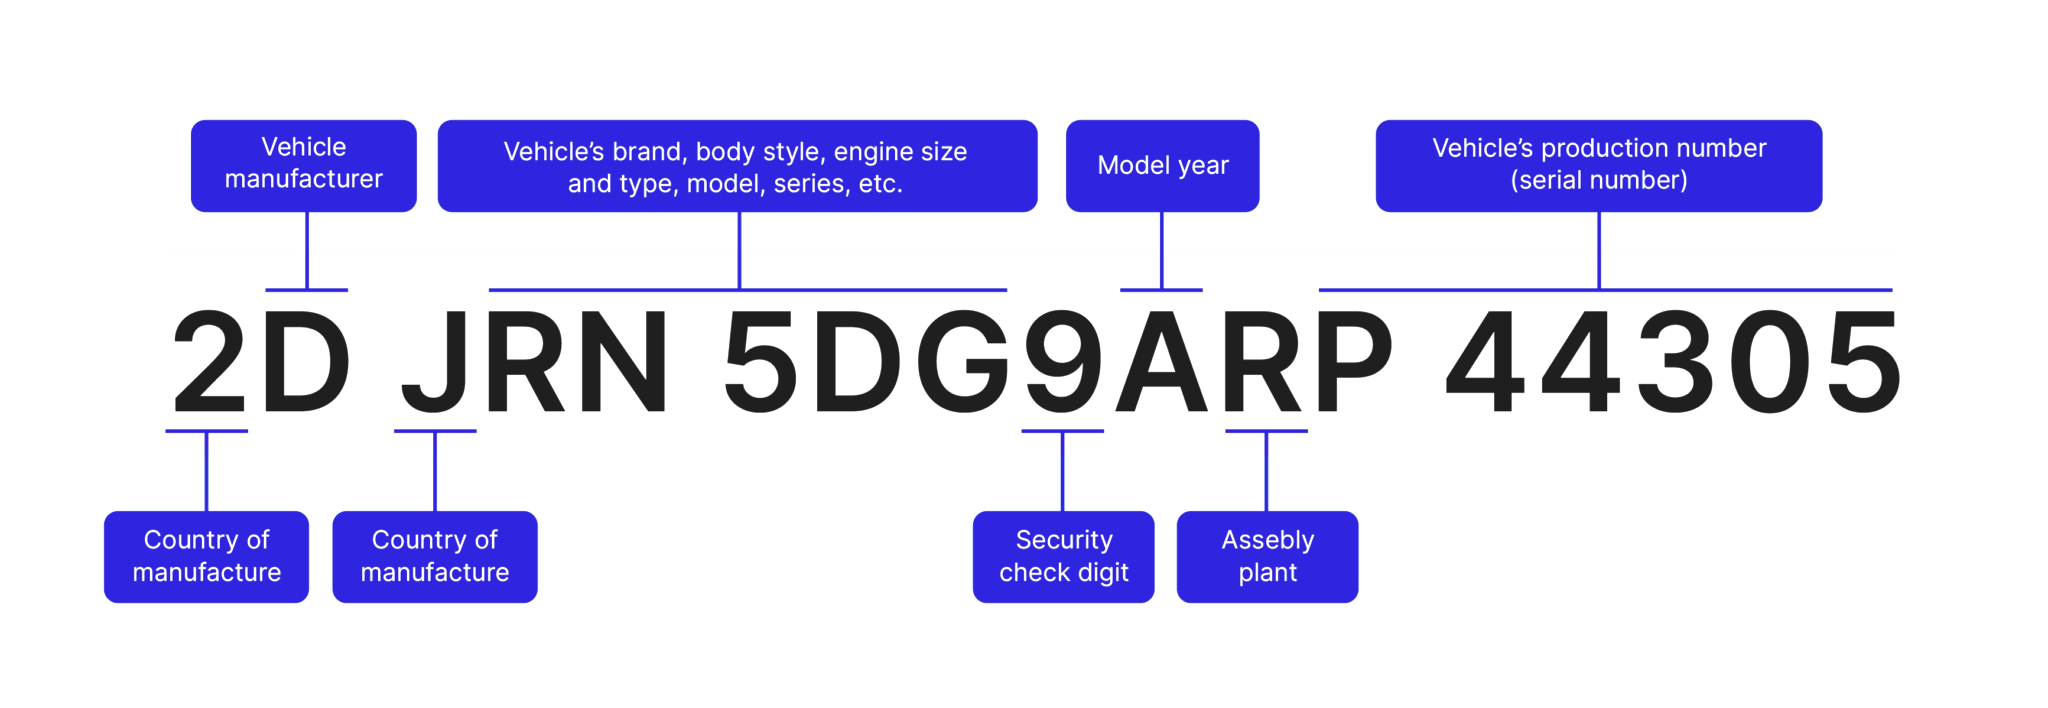 Vehicle
manufacturer
Vehicle's brand, body style, engine size
and type, model, series, etc.
Model year
Vehicle's production number
(serial number)
2D JRN 5DG9ARP 44305
Country of
manufacture
Country of
manufacture
Security
check digit
Assebly
plant